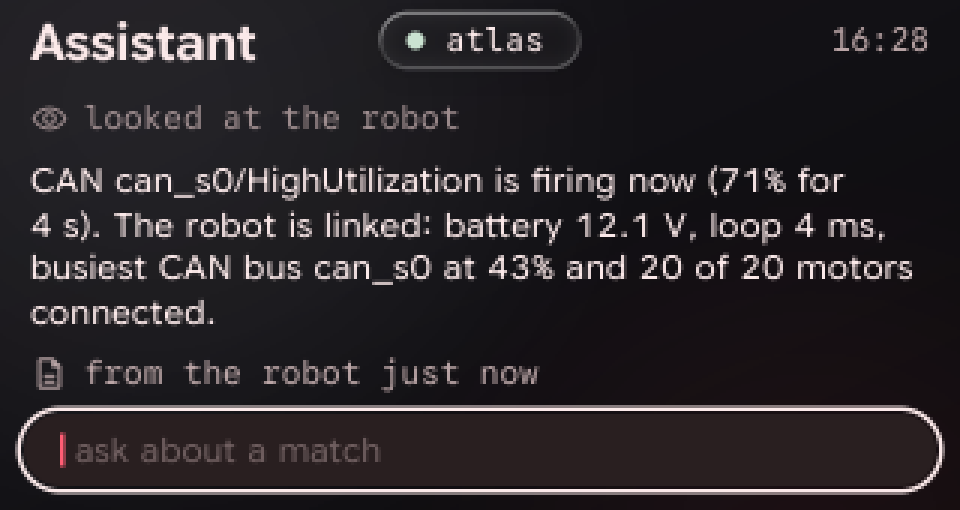 Assistant
atlas
16:28
looked at the robot
CAN can_s0/HighUtilization is firing now (71% for
4 s). The robot is linked: battery 12.1 V, loop 4 ms,
busiest CAN bus can_s0 at 43% and 20 of 20 motors
connected.
from the robot just now
ask about a match